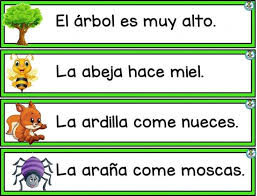 El árbol es muy alto.
La abeja hace miel.
La ardilla come nueces.
La araña come moscas.